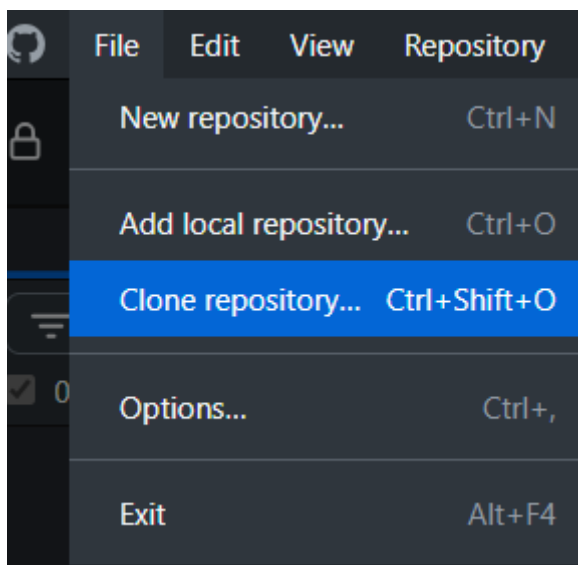 File Edit View Repository
New repository... Ctrl+N
Add local repository... Ctrl+O
Clone repository... Ctrl+Shift+O
0
Options... Ctrl+,
Exit Alt+F4